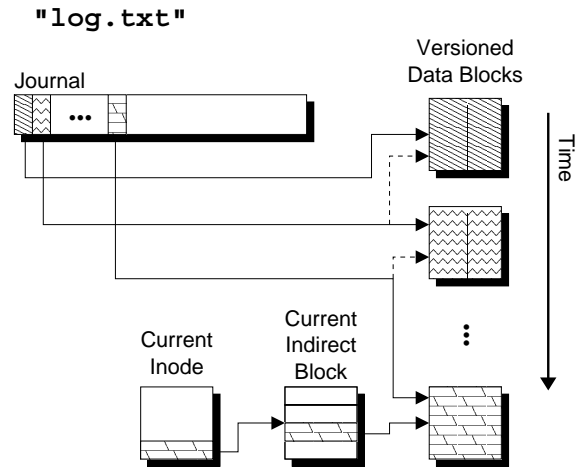 "log.txt"
Journal
...
Versioned
Data Blocks
Time
...
Current
Inode
Current
Indirect
Block